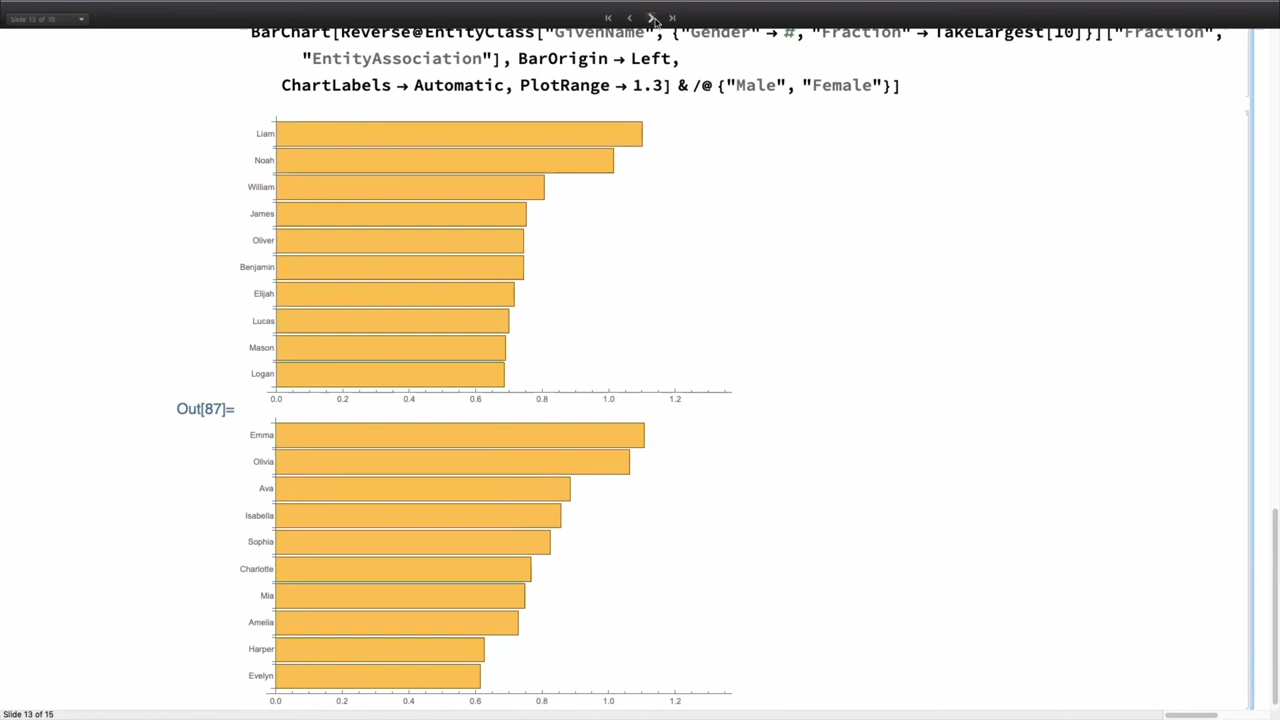 Slide 13 of 15
BarChart[Reverse@EntityClass["GivenName", {"Gender" → #, "Fraction" → TakeLargest[10]}]["Fraction",
"EntityAssociation"], BarOrigin → Left,
ChartLabels → Automatic, PlotRange → 1.3] & /@ {"Male", "Female"}]
Liam
Noah
William
James
Oliver
Benjamin
Elijah
Lucas
Mason
Logan
0.0 0.2 0.4 0.6 0.8 1.0 1.2
Out[87]=
Emma
Olivia
Ava
Isabella
Sophia
Charlotte
Mia
Amelia
Harper
Evelyn
0.0 0.2 0.4 0.6 0.8 1.0 1.2
Slide 13 of 15